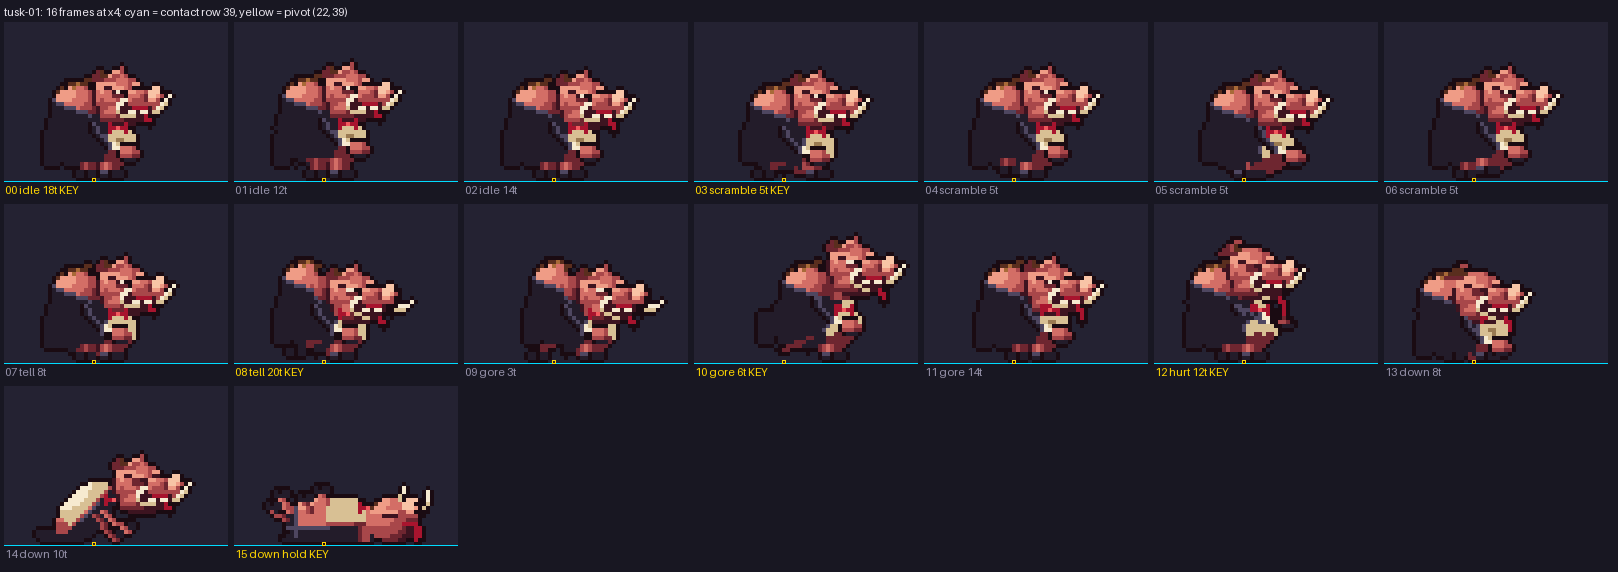 tusk-01: 16 frames at x4; cyan = contact row 39, yellow = pivot (22, 39)
00 idle 18t KEY
01 idle 12t
02 idle 14t
03 scramble 5t KEY
04 scramble 5t
05 scramble 5t
06 scramble 5t
07 tell 8t
08 tell 20t KEY
09 gore 3t
10 gore 6t KEY
11 gore 14t
12 hurt 12t KEY
13 down 8t
14 down 10t
15 down hold KEY